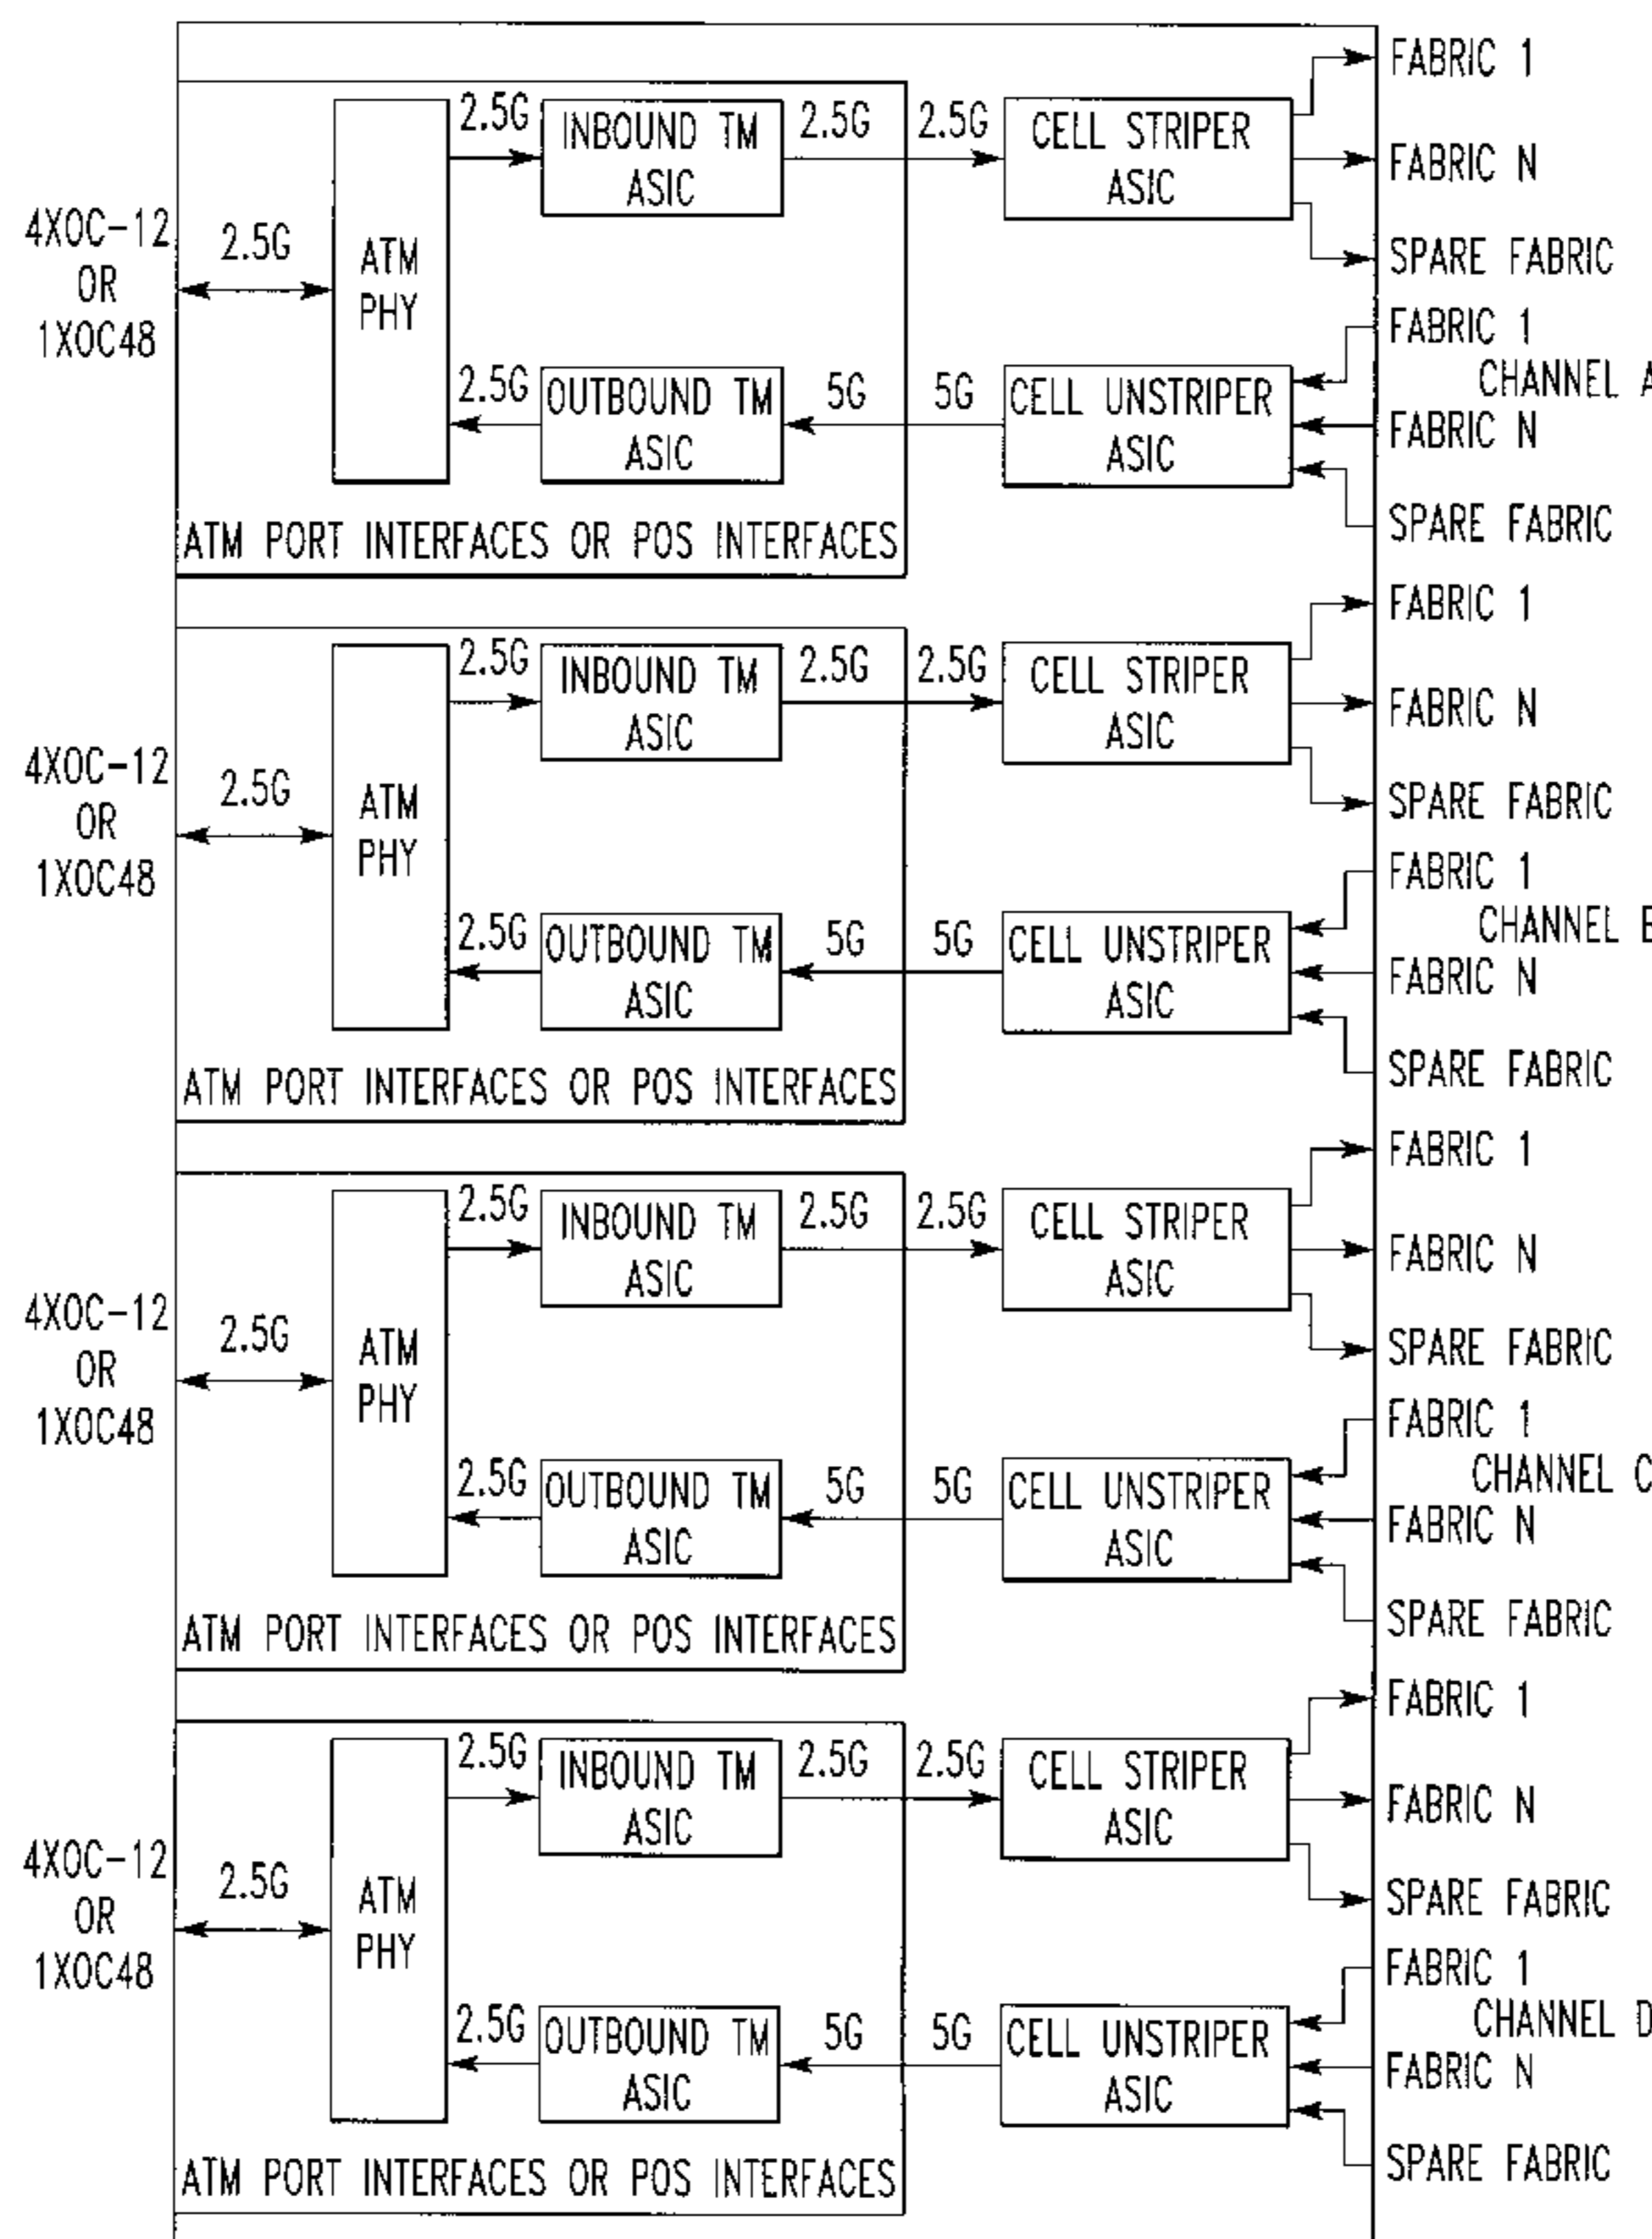 FABRIC 1
2.5G
INBOUND TM
ASIC
2.5G
2.5G
CELL STRIPER
ASIC
FABRIC N
4XOC-12
OR
1XOC48
2.5G
ATM
PHY
SPARE FABRIC
FABRIC 1
CHANNEL A
2.5G
OUTBOUND TM
ASIC
5G
5G
CELL UNSTRIPER
ASIC
FABRIC N
SPARE FABRIC
ATM PORT INTERFACES OR POS INTERFACES
FABRIC 1
2.5G
INBOUND TM
ASIC
2.5G
2.5G
CELL STRIPER
ASIC
FABRIC N
4XOC-12
OR
1XOC48
2.5G
ATM
PHY
SPARE FABRIC
FABRIC 1
CHANNEL B
2.5G
OUTBOUND TM
ASIC
5G
5G
CELL UNSTRIPER
ASIC
FABRIC N
SPARE FABRIC
ATM PORT INTERFACES OR POS INTERFACES
FABRIC 1
2.5G
INBOUND TM
ASIC
2.5G
2.5G
CELL STRIPER
ASIC
FABRIC N
4XOC-12
OR
1XOC48
2.5G
ATM
PHY
SPARE FABRIC
FABRIC 1
CHANNEL C
2.5G
OUTBOUND TM
ASIC
5G
5G
CELL UNSTRIPER
ASIC
FABRIC N
SPARE FABRIC
ATM PORT INTERFACES OR POS INTERFACES
FABRIC 1
2.5G
INBOUND TM
ASIC
2.5G
2.5G
CELL STRIPER
ASIC
FABRIC N
4XOC-12
OR
1XOC48
2.5G
ATM
PHY
SPARE FABRIC
FABRIC 1
CHANNEL D
2.5G
OUTBOUND TM
ASIC
5G
5G
CELL UNSTRIPER
ASIC
FABRIC N
SPARE FABRIC
ATM PORT INTERFACES OR POS INTERFACES